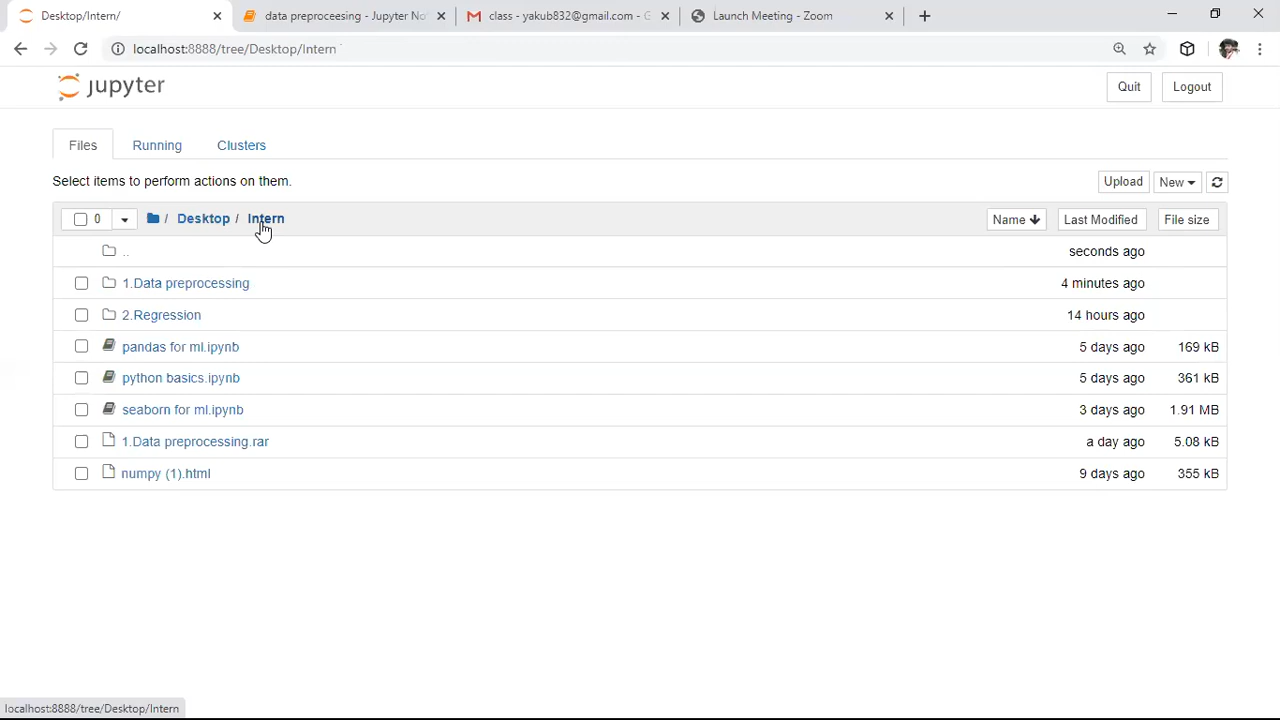 Desktop/Intern/
data preproceesing - Jupyter No
class - yakub832@gmail.com - G
Launch Meeting - Zoom
localhost:8888/tree/Desktop/Intern
jupyter
Quit
Logout
Files
Running
Clusters
Select items to perform actions on them.
Upload
New
0
/ Desktop / Intern
Name
Last Modified
File size
..
seconds ago
1.Data preprocessing
4 minutes ago
2.Regression
14 hours ago
pandas for ml.ipynb
5 days ago
169 kB
python basics.ipynb
5 days ago
361 kB
seaborn for ml.ipynb
3 days ago
1.91 MB
1.Data preprocessing.rar
a day ago
5.08 kB
numpy (1).html
9 days ago
355 kB
localhost:8888/tree/Desktop/Intern